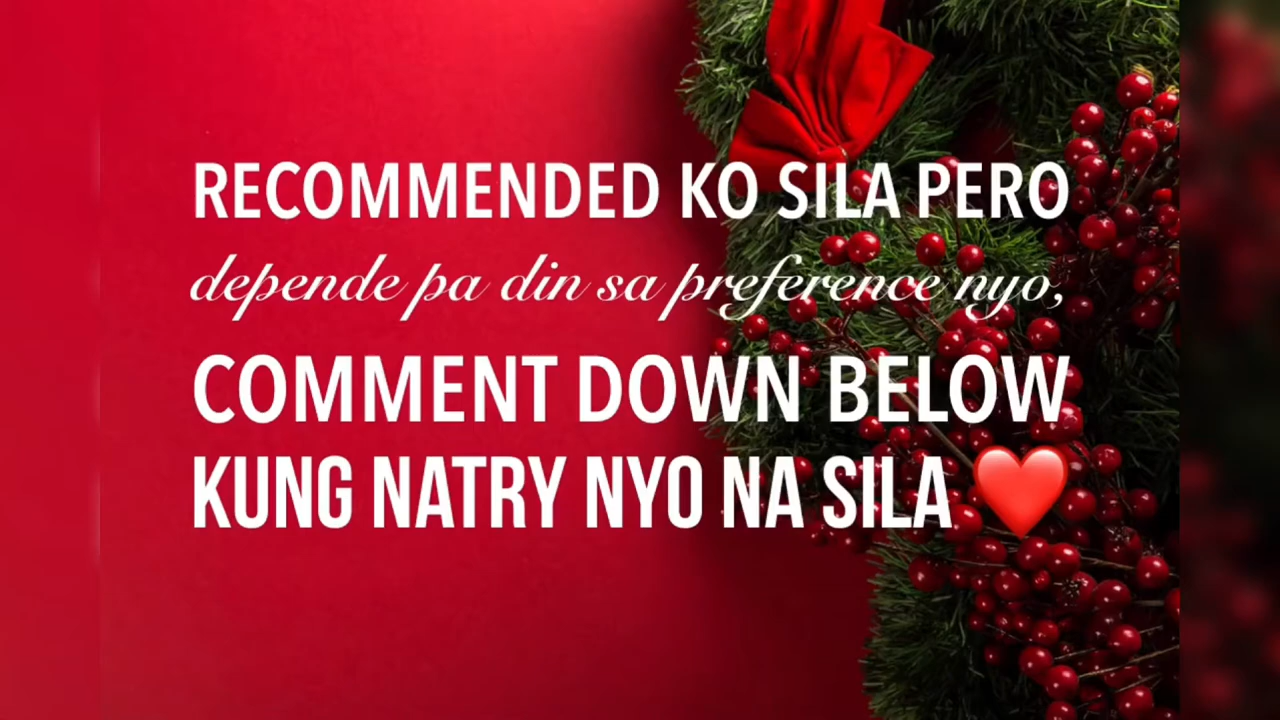 RECOMMENDED KO SILA PERO
depende pa din sa preference nyo,
COMMENT DOWN BELOW
KUNG NATRY NYO NA SILA ❤️